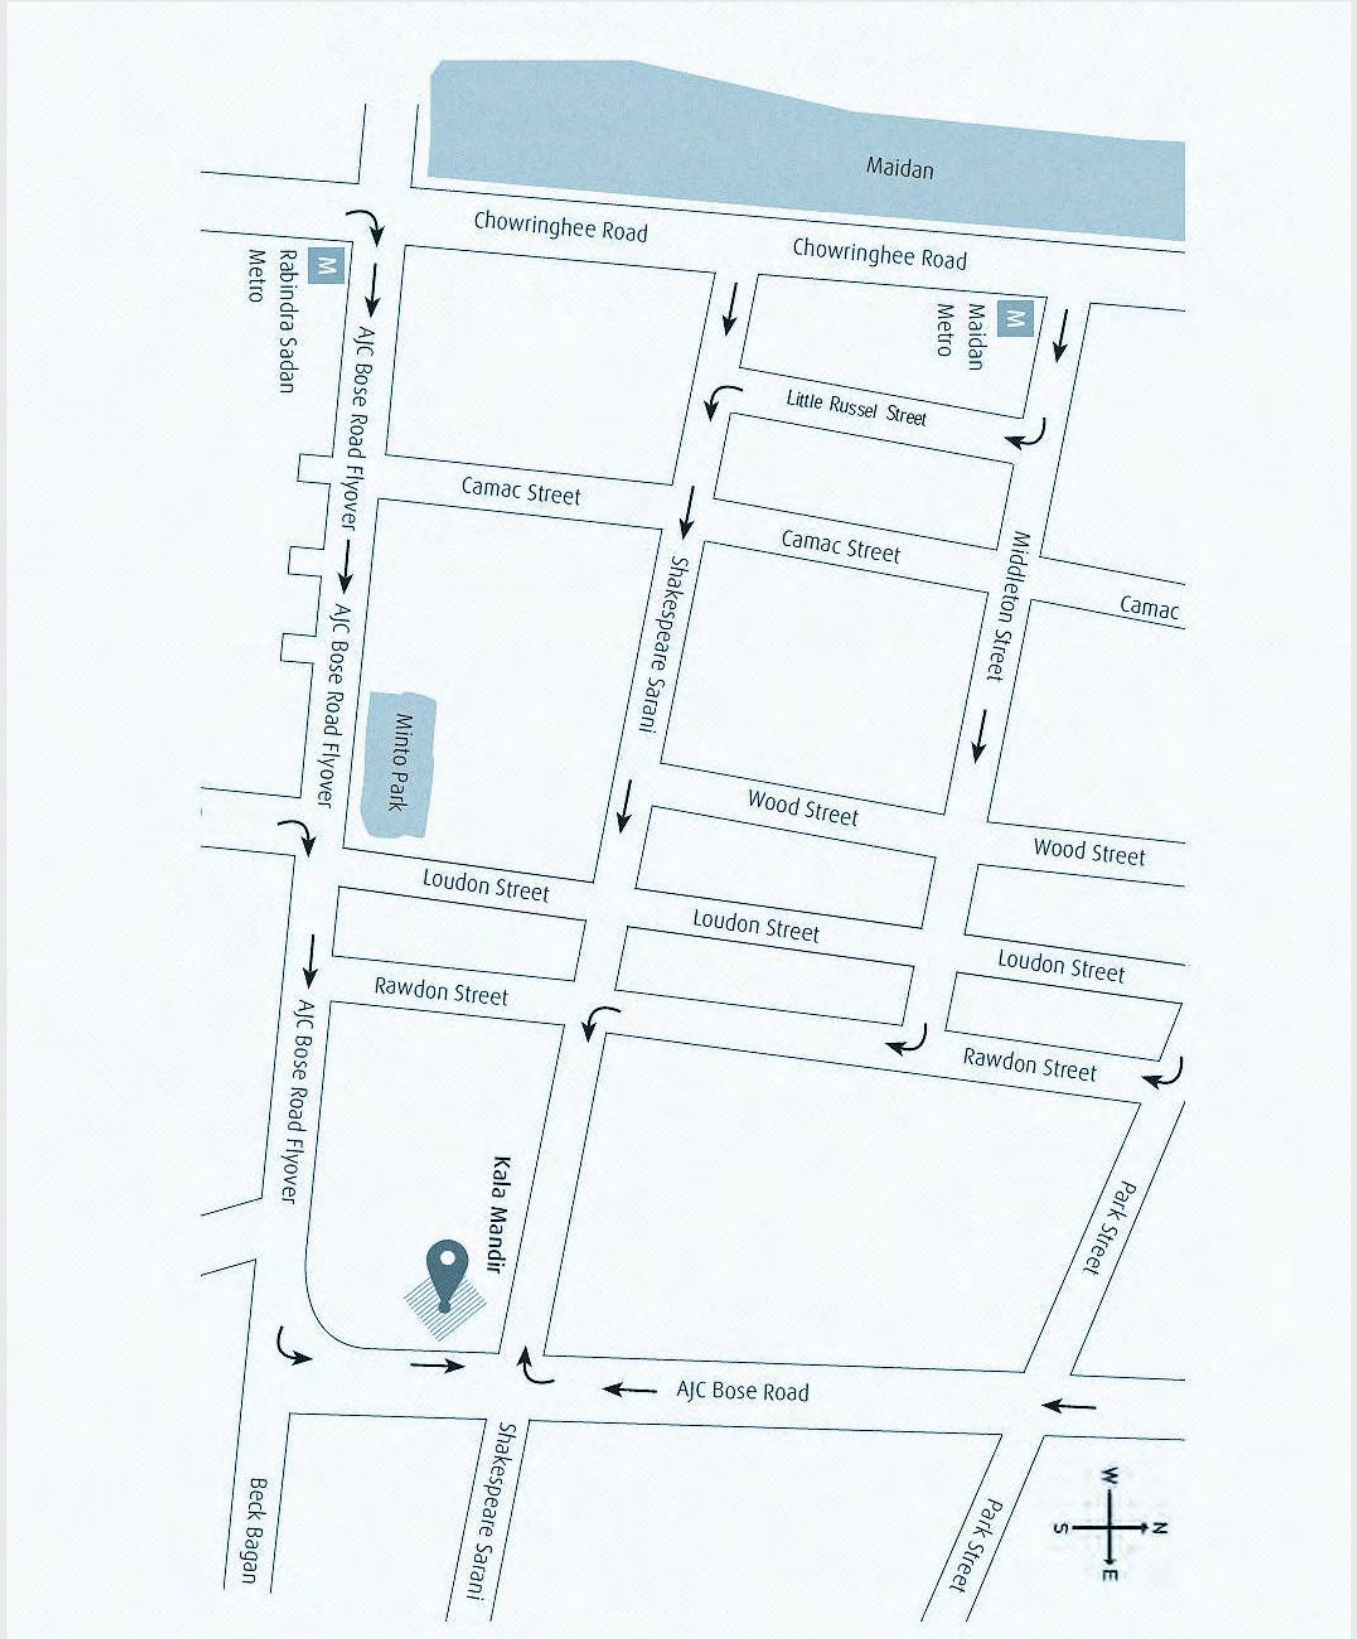 Maidan
Chowringhee Road
Chowringhee Road
M
Rabindra Sadan
Metro
M
Maidan
Metro
AJC Bose Road Flyover
Little Russel Street
Camac Street
Camac Street
Camac
Middleton Street
Shakespeare Sarani
AJC Bose Road Flyover
Minto Park
Wood Street
Wood Street
Loudon Street
Loudon Street
Loudon Street
Rawdon Street
Rawdon Street
AJC Bose Road Flyover
Kala Mandir
Park Street
AJC Bose Road
Shakespeare Sarani
Beck Bagan
Park Street
W
N
S
E